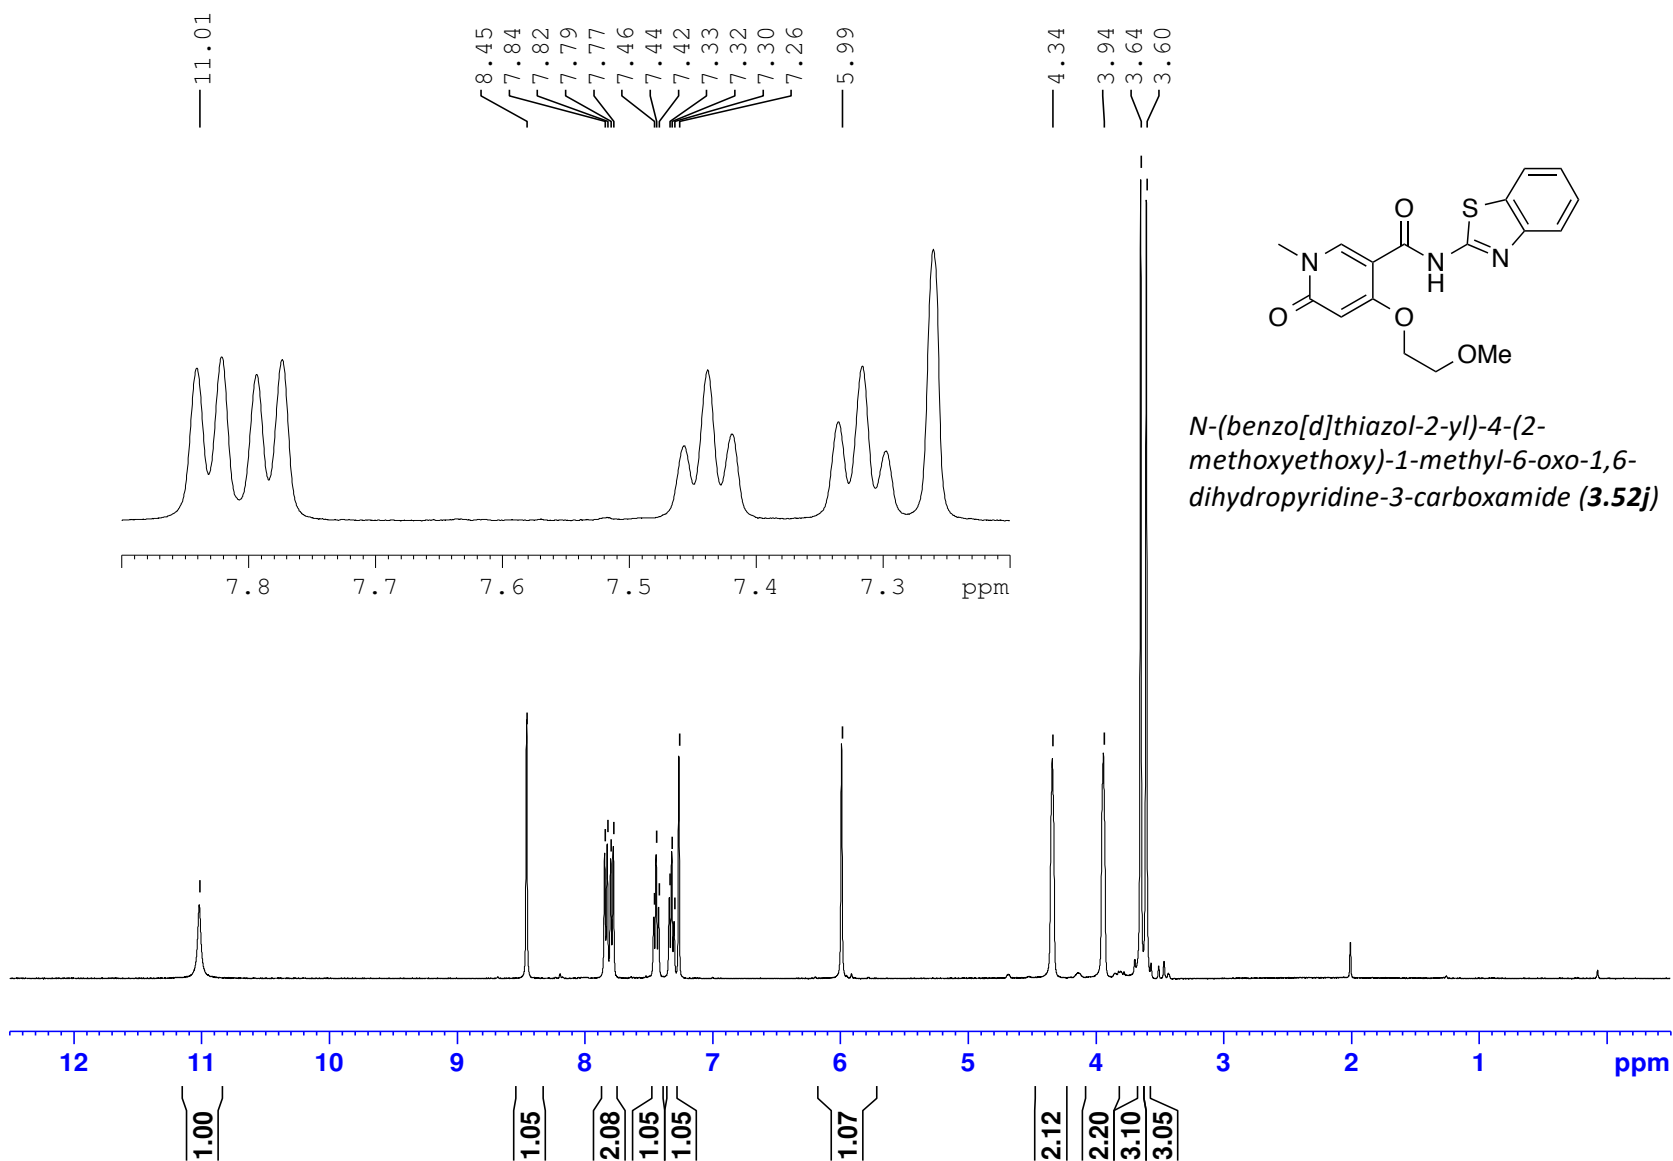 11.01
8.45
7.84
7.82
7.79
7.77
7.46
7.44
7.42
7.33
7.32
7.30
7.26
5.99
4.34
3.94
3.64
3.60
O
S
N
N
H
N
O
O
OMe
N-(benzo[d]thiazol-2-yl)-4-(2-
methoxyethoxy)-1-methyl-6-oxo-1,6-
dihydropyridine-3-carboxamide (3.52j)
7.8 7.7 7.6 7.5 7.4 7.3 ppm
12 11 10 9 8 7 6 5 4 3 2 1 ppm
1.00
1.05
2.08
1.05
1.05
1.07
2.12
2.20
3.10
3.05